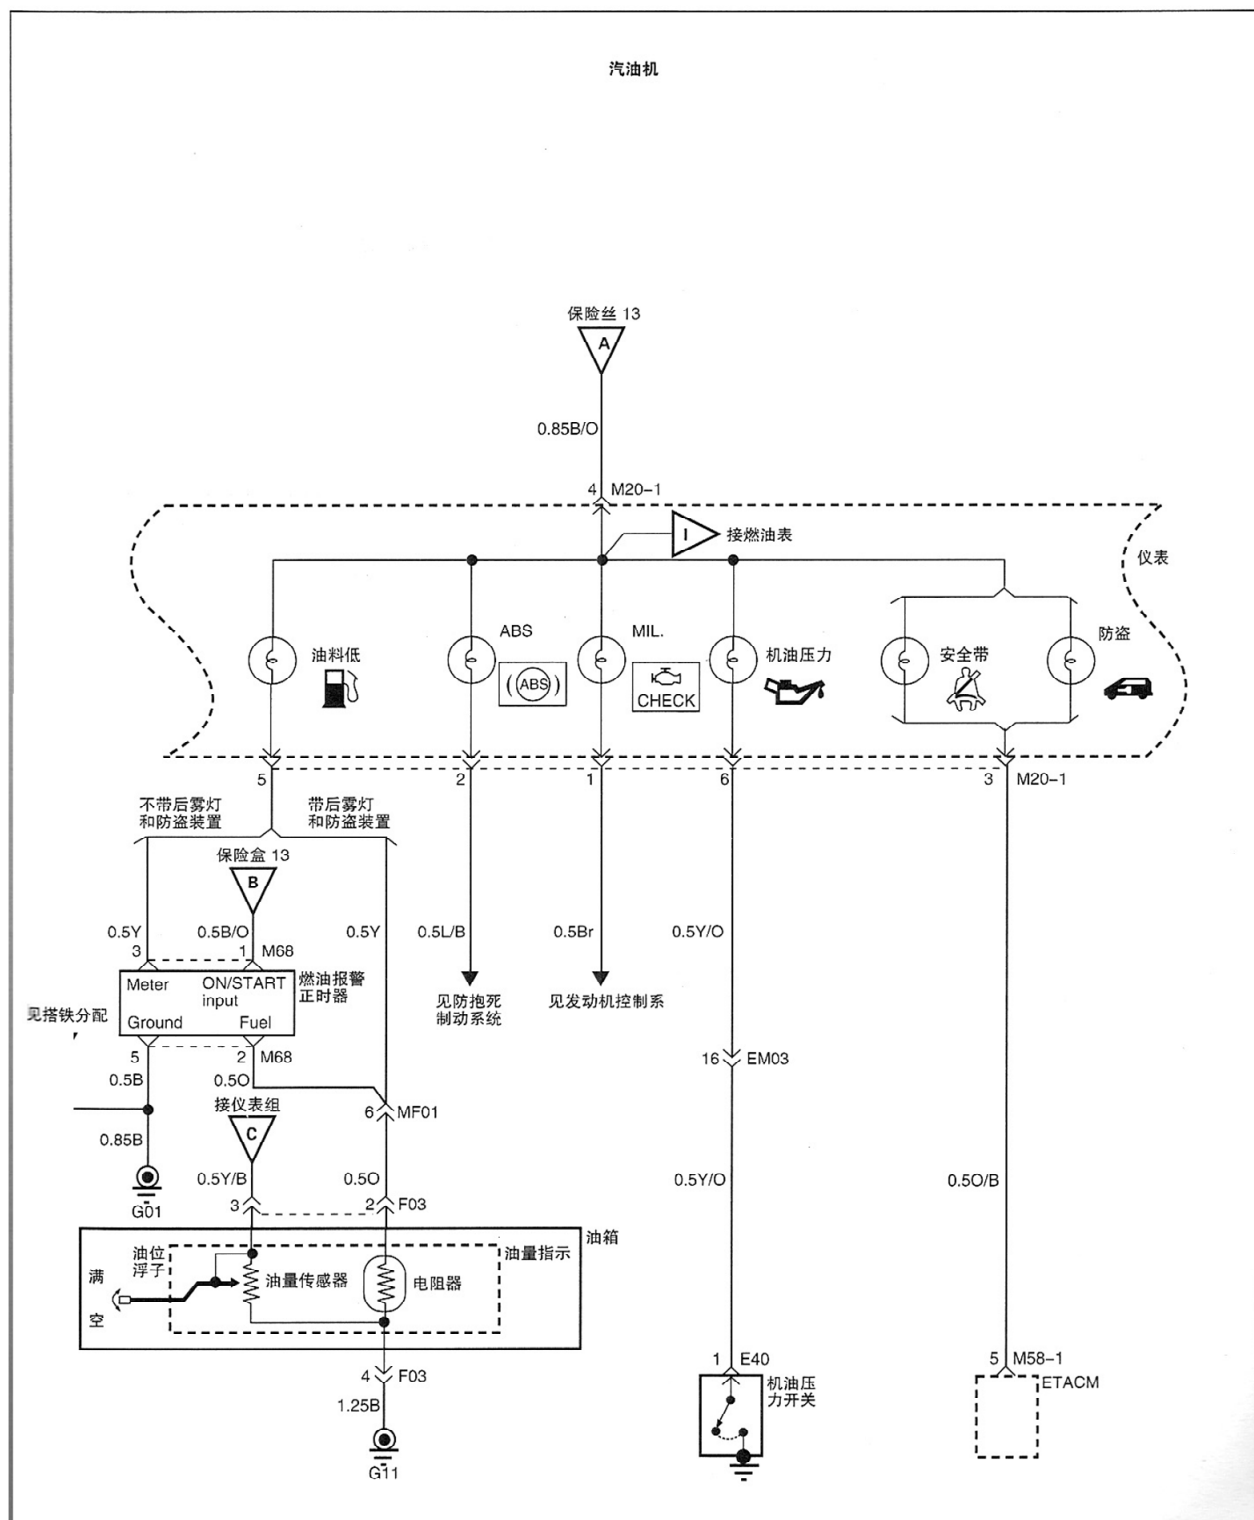 汽油机
保险丝 13
A
0.85B/O
4 M20-1
I 接燃油表
仪表
油料低
ABS
(ABS)
MIL.
CHECK
机油压力
安全带
防盗
5 2 1 6 3 M20-1
不带后雾灯
和防盗装置
带后雾灯
和防盗装置
保险盒 13
B
0.5Y 0.5B/O 0.5Y 0.5L/B 0.5Br 0.5Y/O
3 1 M68
Meter ON/START
input
燃油报警
正时器
见防抱死
制动系统
见发动机控制系
见搭铁分配
Ground Fuel
5 2 M68
16 EM03
0.5B 0.5O
接仪表组
6 MF01
C
0.85B
0.5Y/B 0.5O 0.5Y/O 0.5O/B
3 2 F03
G01
油箱
油位
浮子
油量指示
满
油量传感器
电阻器
空
4 F03
1.25B
G11
1 E40
机油压
力开关
5 M58-1
ETACM